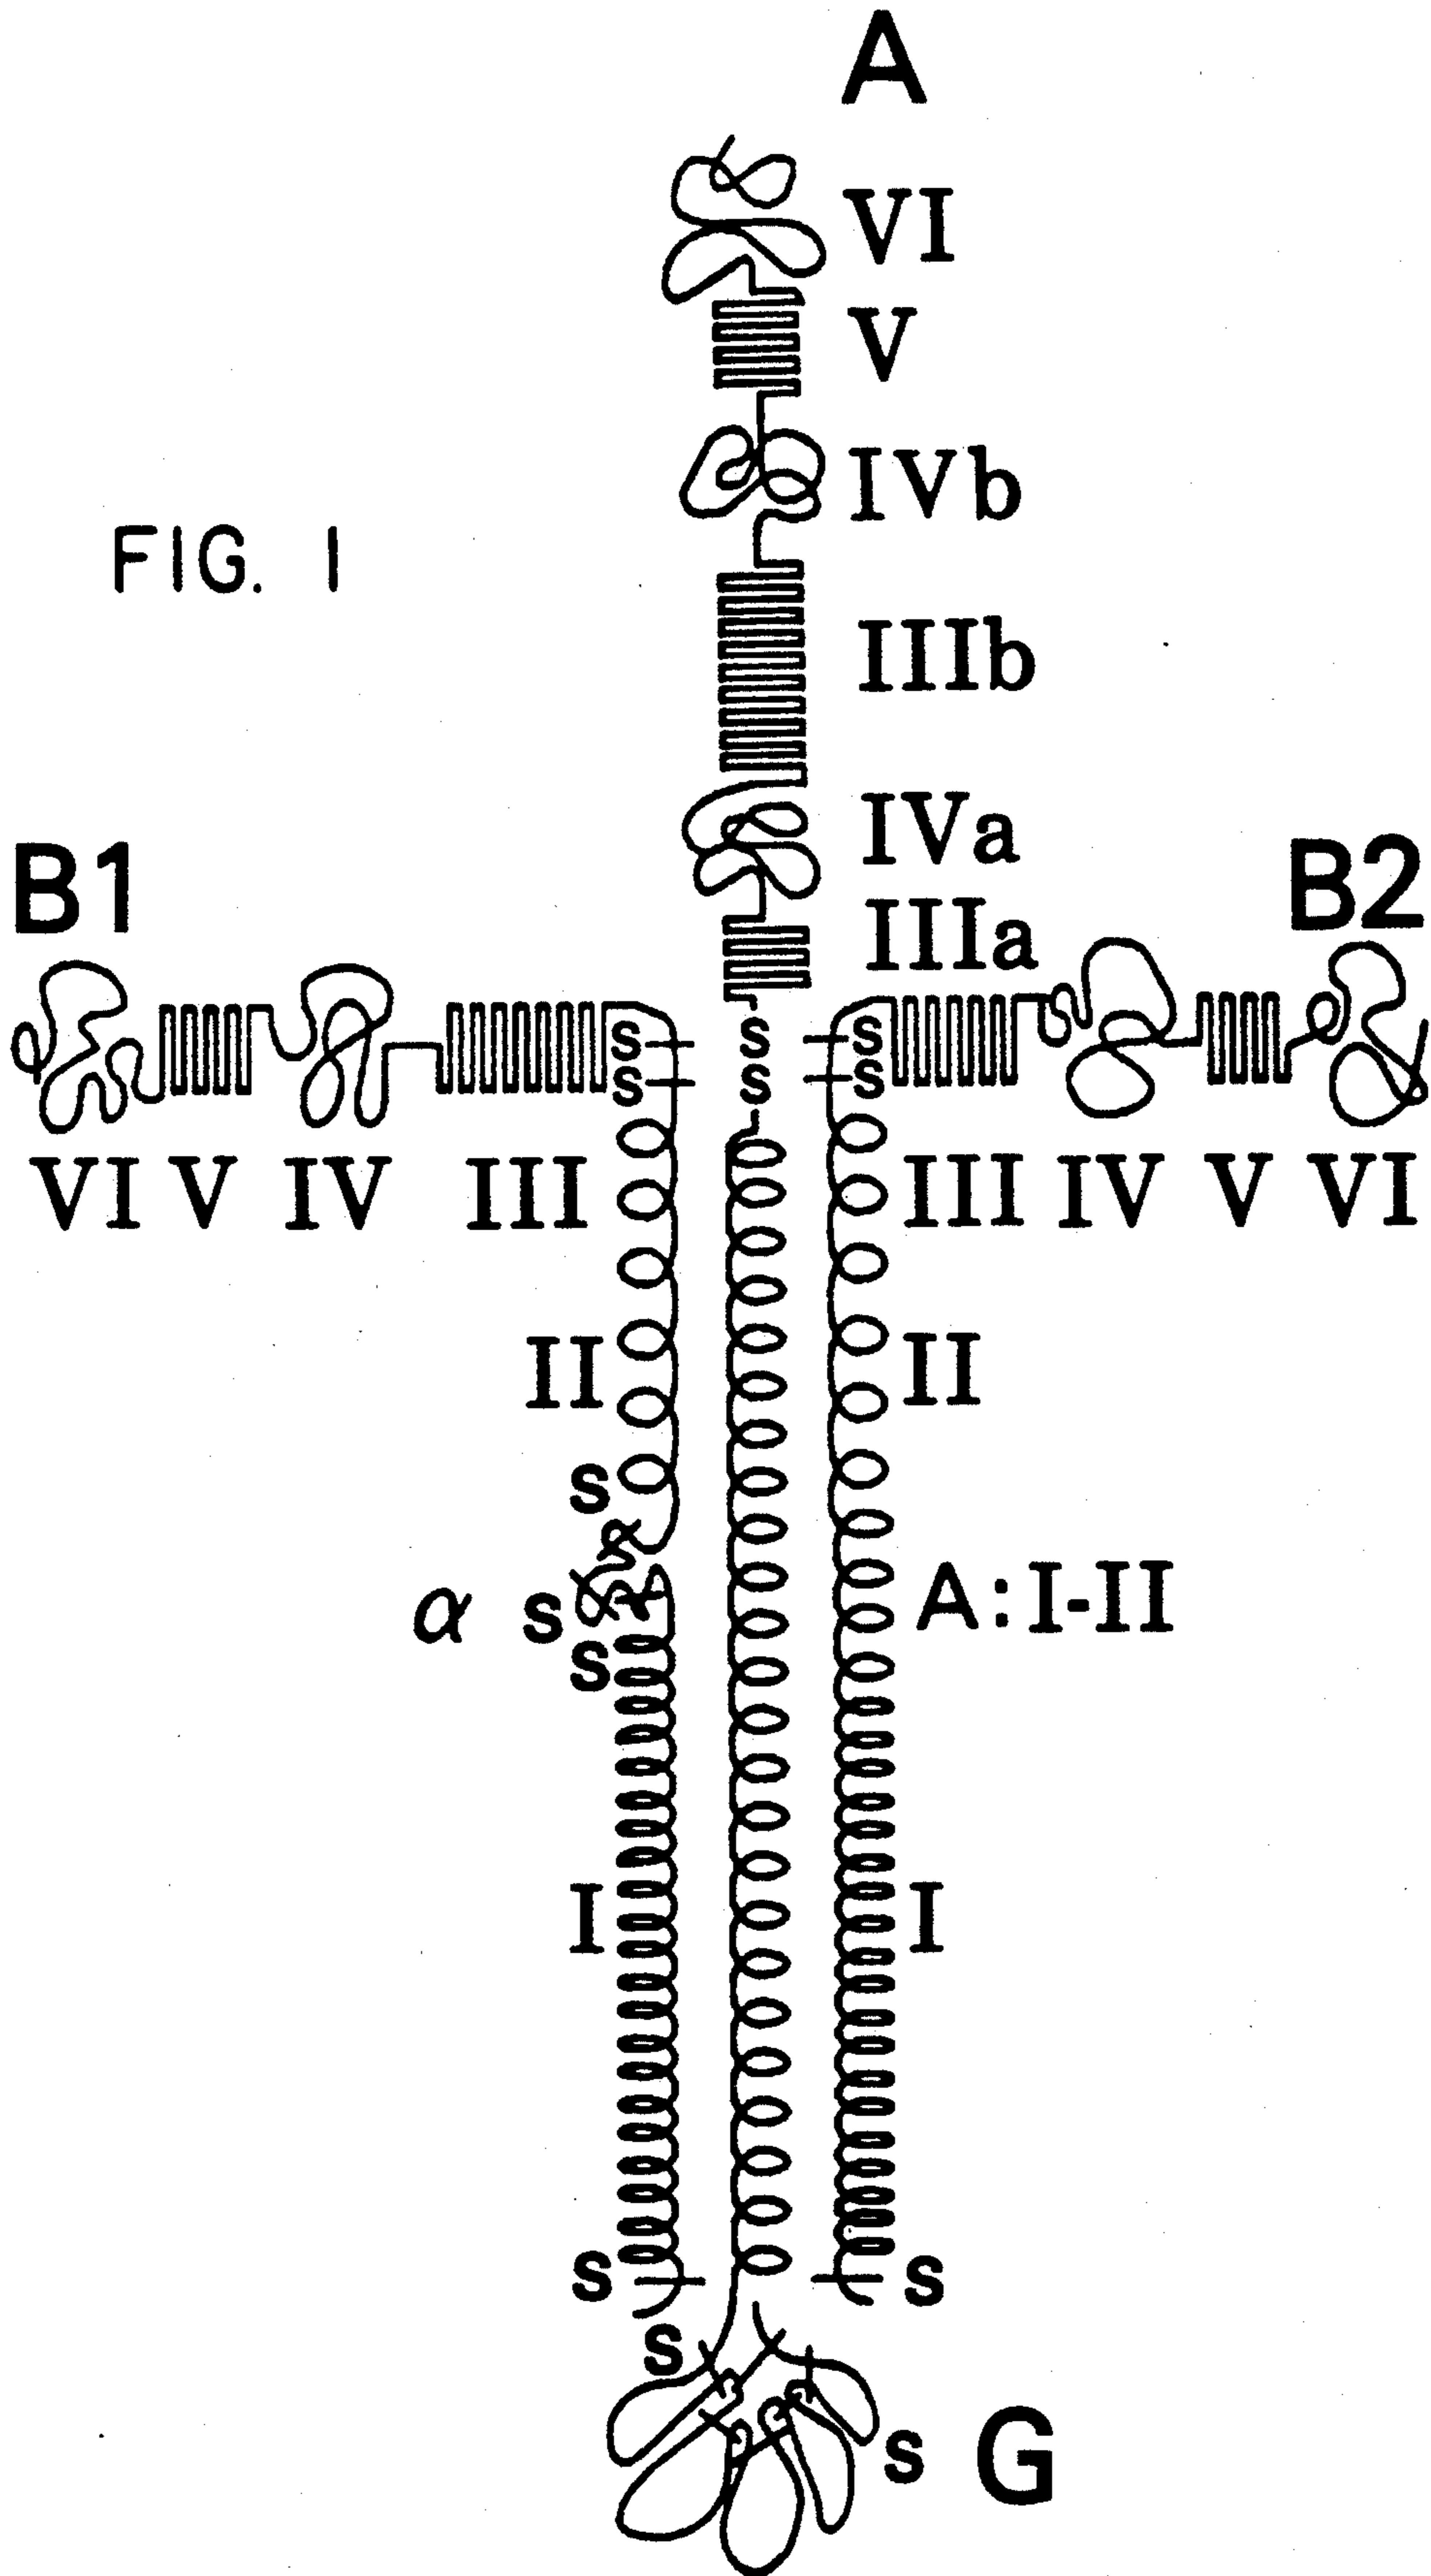 A
VI
V
IVb
FIG. 1
IIIb
IVa
B1
B2
IIIa
S S S
S S S
VI V IV III III IV V VI
II II
S
α S A:I-II
S
I I
S S
S
S G